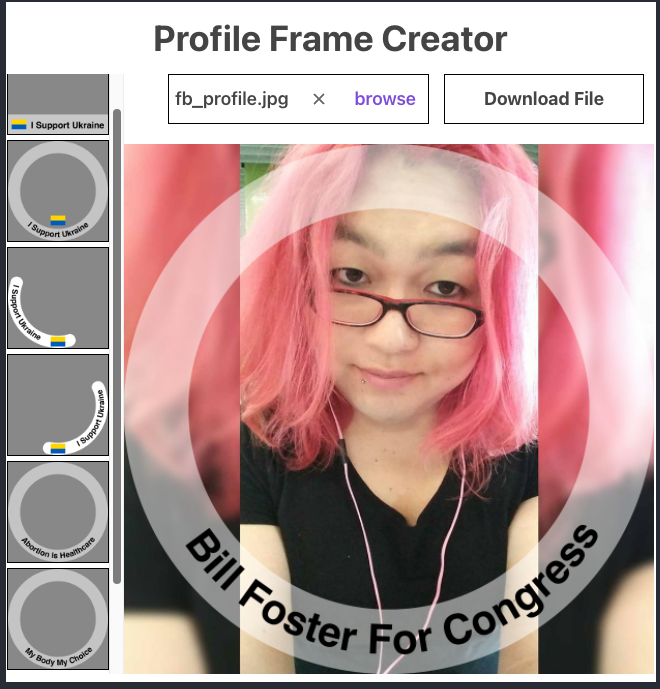 Profile Frame Creator
fb_profile.jpg × browse
Download File
I Support Ukraine
I Support Ukraine
I Support Ukraine
I Support Ukraine
Abortion is Healthcare
My Body My Choice
Bill Foster For Congress